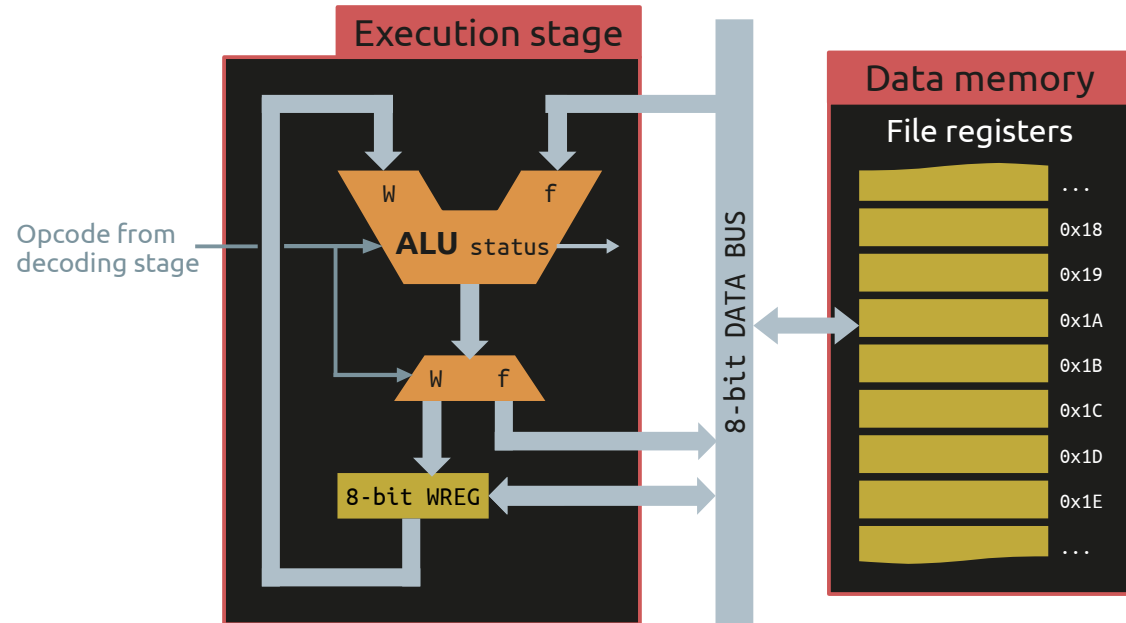 Execution stage
Data memory
File registers
W
f
...
0x18
Opcode from
decoding stage
ALU status
0x19
8-bit DATA BUS
0x1A
0x1B
W
f
0x1C
0x1D
8-bit WREG
0x1E
...